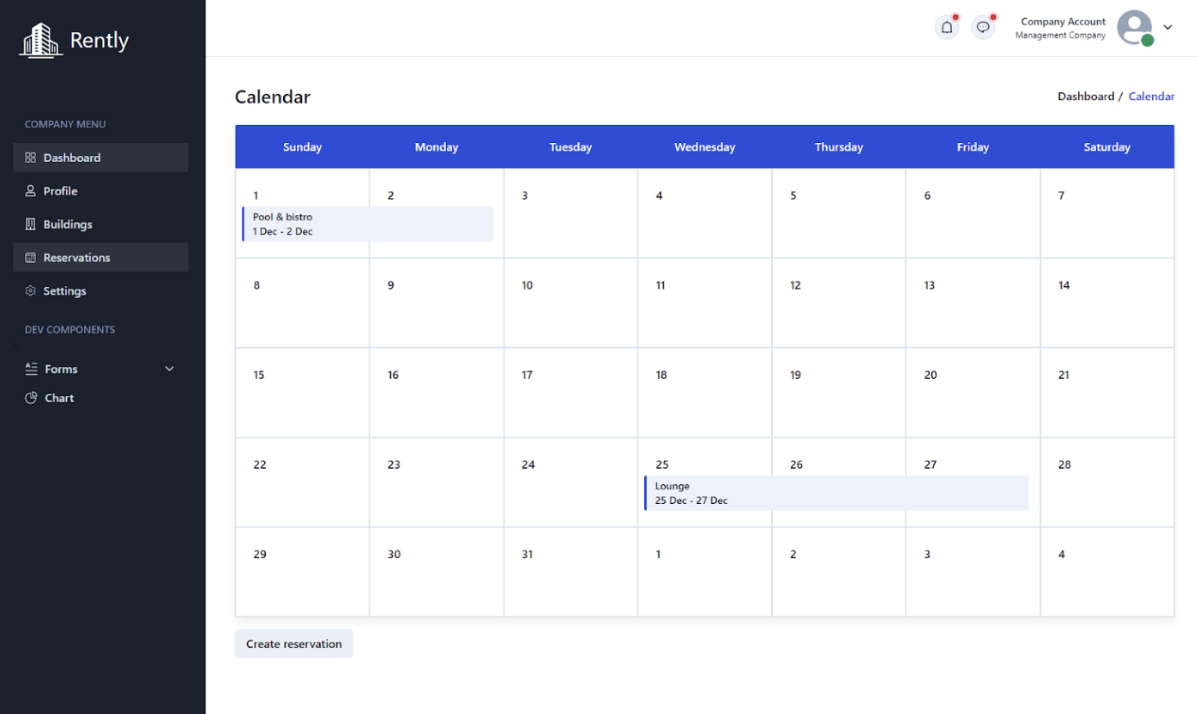 Rently
Company Account
Management Company
COMPANY MENU
Dashboard
Profile
Buildings
Reservations
Settings
DEV COMPONENTS
Forms
Chart
Calendar
Dashboard / Calendar
Sunday Monday Tuesday Wednesday Thursday Friday Saturday
1 2 3 4 5 6 7
Pool & bistro
1 Dec - 2 Dec
8 9 10 11 12 13 14
15 16 17 18 19 20 21
22 23 24 25 26 27 28
Lounge
25 Dec - 27 Dec
29 30 31 1 2 3 4
Create reservation